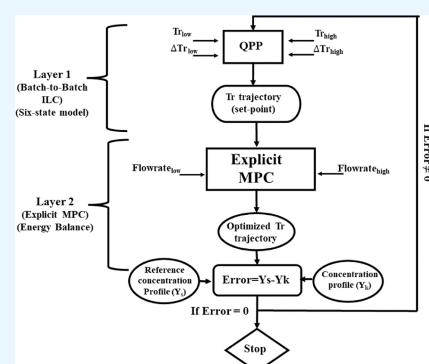 Tr_low
ΔTr_low
QPP
Tr_high
ΔTr_high
Layer 1
(Batch-to-Batch
ILC)
(Six-state model)
Tr trajectory
(set-point)
If Error ≠ 0
Layer 2
(Explicit MPC)
(Energy Balance)
Flowrate_low
Explicit
MPC
Flowrate_high
Optimized Tr
trajectory
Reference
concentration
Profile (Y_s)
Error=Ys-Yk
Concentration
profile (Y_k)
If Error = 0
Stop